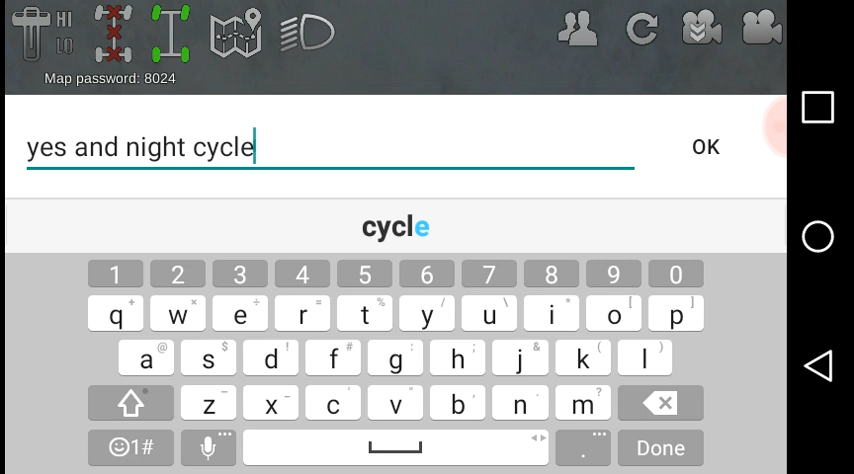 HI
LO
Map password: 8024
yes and night cycle
OK
cycle
1 2 3 4 5 6 7 8 9 0
q + w × e ÷ r = t % y / u \ i * o [ p ]
a @ s $ d ! f # g : h ; j & k ( l )
z x c v b n m ?
1#
.
Done